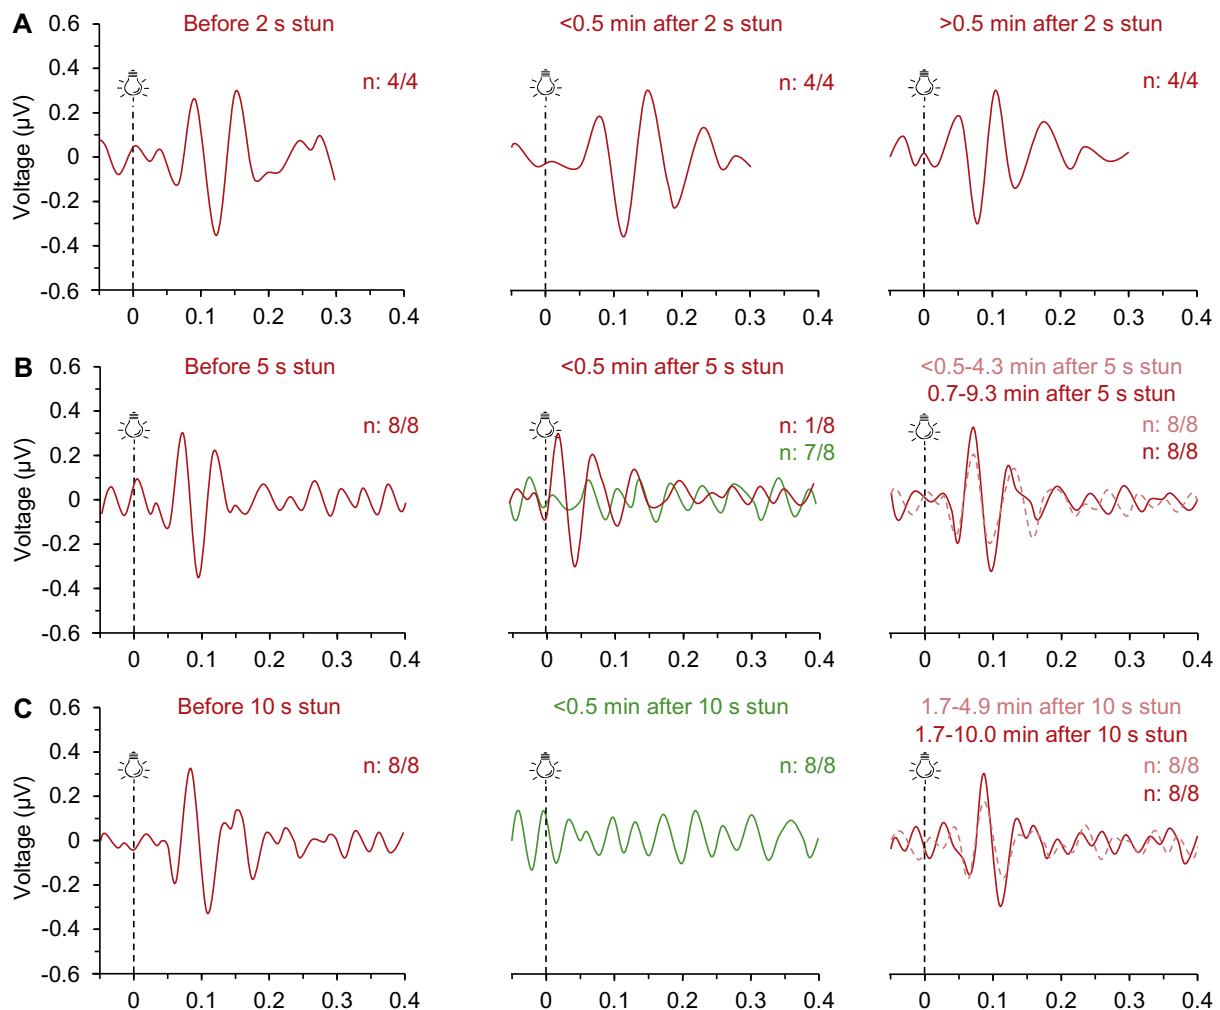 A
Before 2 s stun
<0.5 min after 2 s stun
>0.5 min after 2 s stun
n: 4/4
n: 4/4
n: 4/4
Voltage (µV)
0.6
0.4
0.2
0
-0.2
-0.4
-0.6
0 0.1 0.2 0.3 0.4
0 0.1 0.2 0.3 0.4
0 0.1 0.2 0.3 0.4
B
Before 5 s stun
<0.5 min after 5 s stun
<0.5-4.3 min after 5 s stun
0.7-9.3 min after 5 s stun
n: 8/8
n: 1/8
n: 7/8
n: 8/8
n: 8/8
Voltage (µV)
0.6
0.4
0.2
0
-0.2
-0.4
-0.6
0 0.1 0.2 0.3 0.4
0 0.1 0.2 0.3 0.4
0 0.1 0.2 0.3 0.4
C
Before 10 s stun
<0.5 min after 10 s stun
1.7-4.9 min after 10 s stun
1.7-10.0 min after 10 s stun
n: 8/8
n: 8/8
n: 8/8
n: 8/8
Voltage (µV)
0.6
0.4
0.2
0
-0.2
-0.4
-0.6
0 0.1 0.2 0.3 0.4
0 0.1 0.2 0.3 0.4
0 0.1 0.2 0.3 0.4